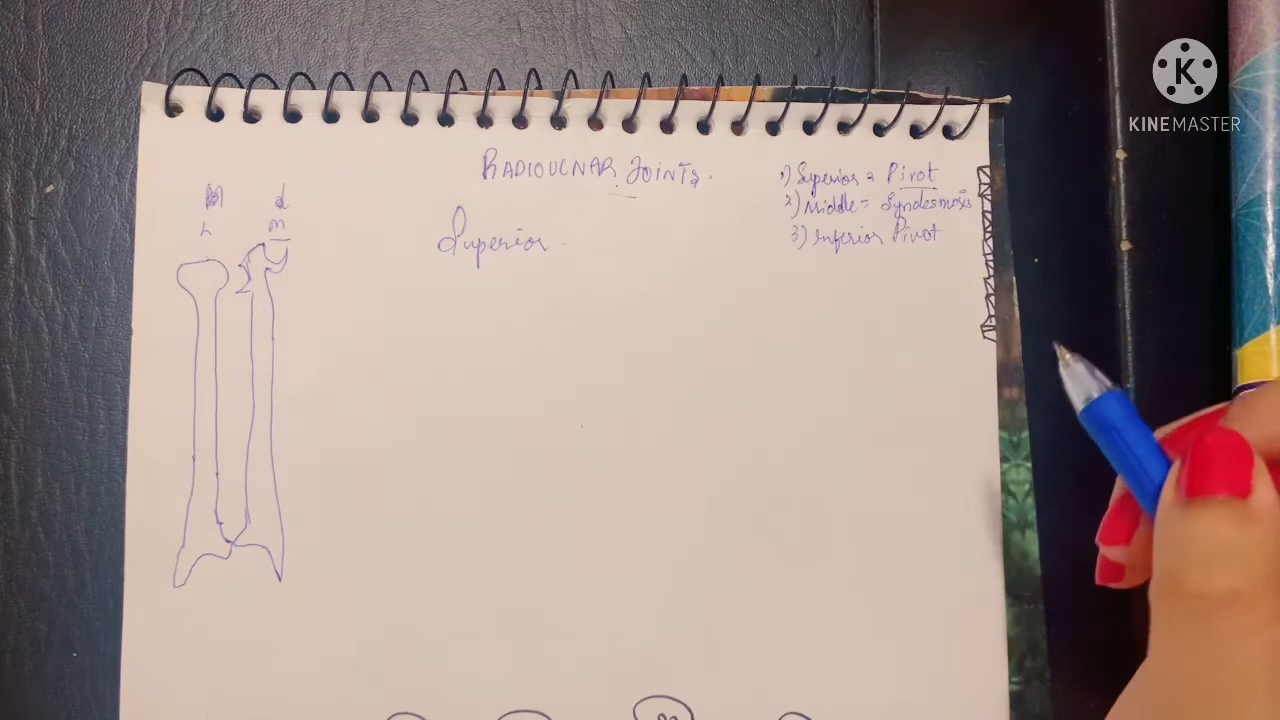 RADIOULNAR JOINTS.
1) Superior = Pivot
2) Middle = Syndesmosis
3) Inferior Pivot
Superior
L
m
K
KINEMASTER